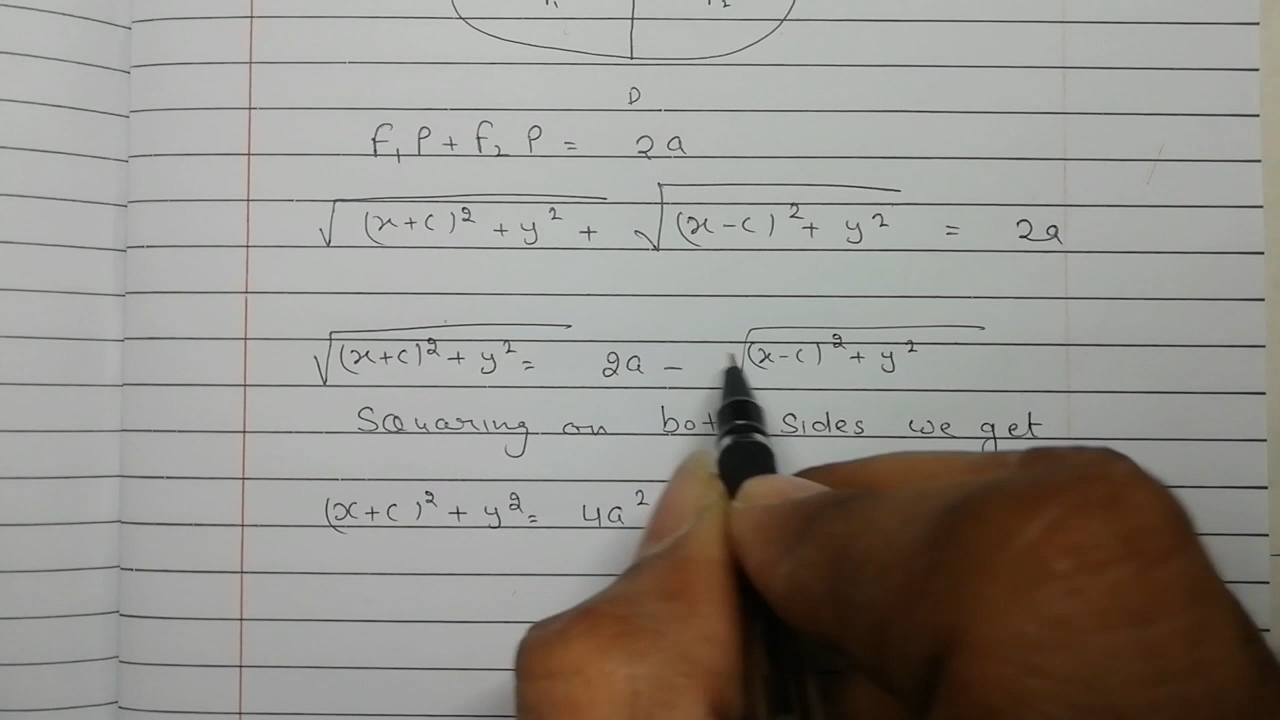 D
F₁P + F₂P = 2a
√(x+c)² + y² + √(x-c)² + y² = 2a
√(x+c)² + y² = 2a - √(x-c)² + y²
Squaring on both sides we get
(x+c)² + y² = 4a²